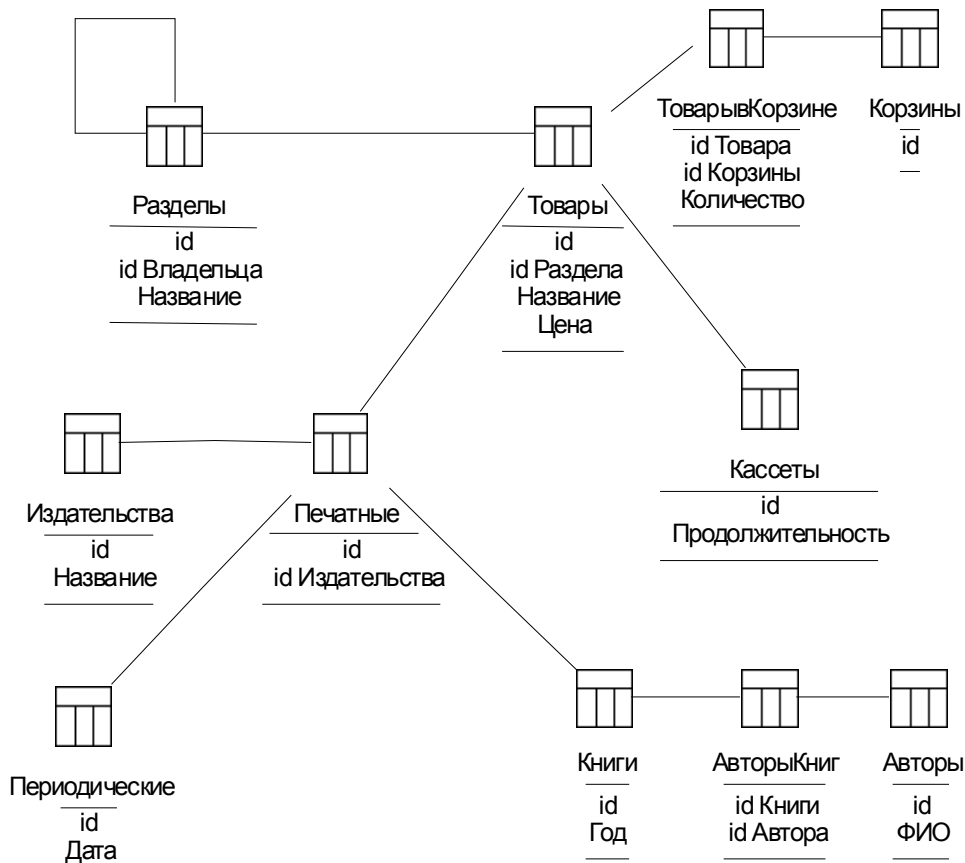 ТоварывКорзине
id Товара
id Корзины
Количество
Корзины
id
Разделы
id
id Владельца
Название
Товары
id
id Раздела
Название
Цена
Кассеты
id
Продолжительность
Издательства
id
Название
Печатные
id
id Издательства
Периодические
id
Дата
Книги
id
Год
АвторыКниг
id Книги
id Автора
Авторы
id
ФИО